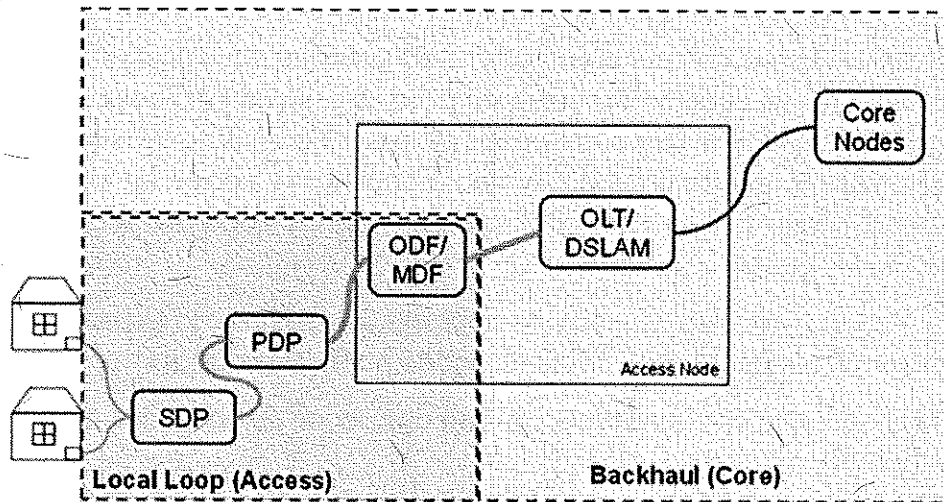 Core
Nodes
OLT/
DSLAM
ODF/
MDF
PDP
Access Node
SDP
Local Loop (Access)
Backhaul (Core)